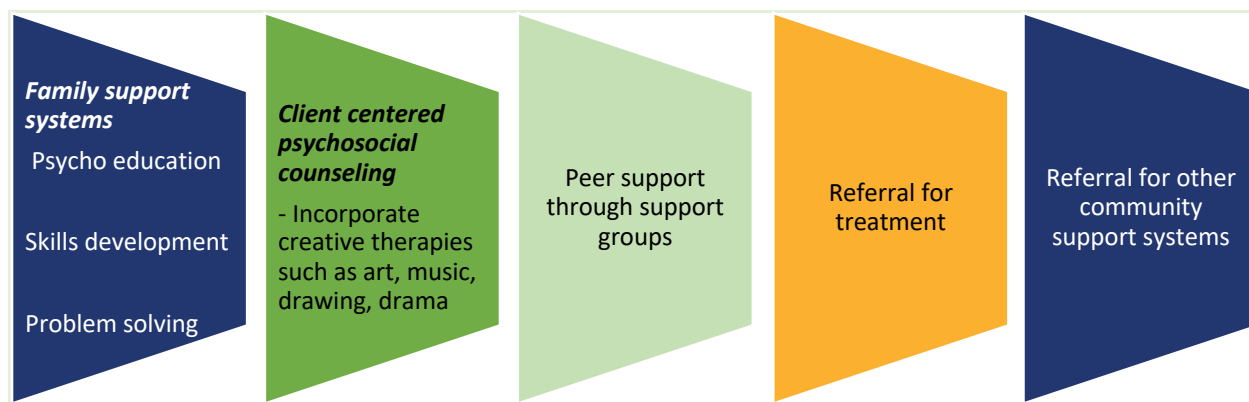 Family support
systems
Psycho education
Skills development
Problem solving
Client centered
psychosocial
counseling
- Incorporate
creative therapies
such as art, music,
drawing, drama
Peer support
through support
groups
Referral for
treatment
Referral for other
community
support systems